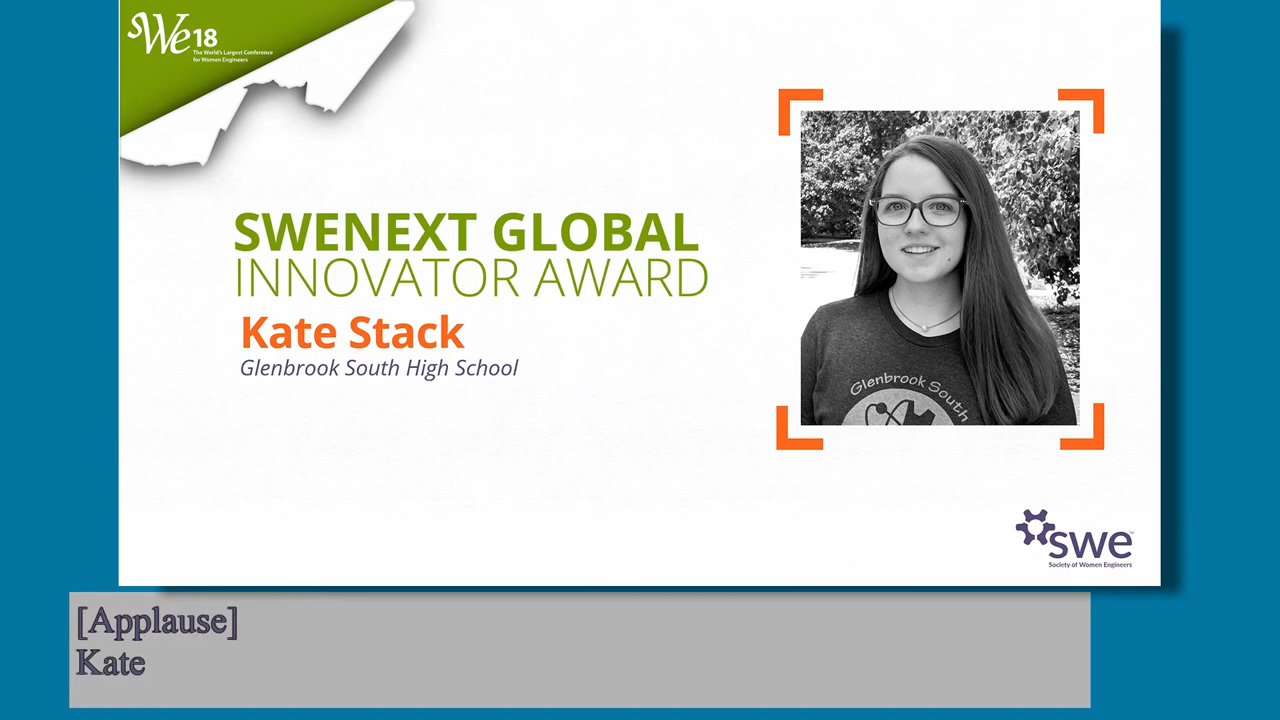 sWe18
The World's Largest Conference
for Women Engineers
SWENEXT GLOBAL
INNOVATOR AWARD
Kate Stack
Glenbrook South High School
Glenbrook South
swe
Society of Women Engineers
[Applause]
Kate